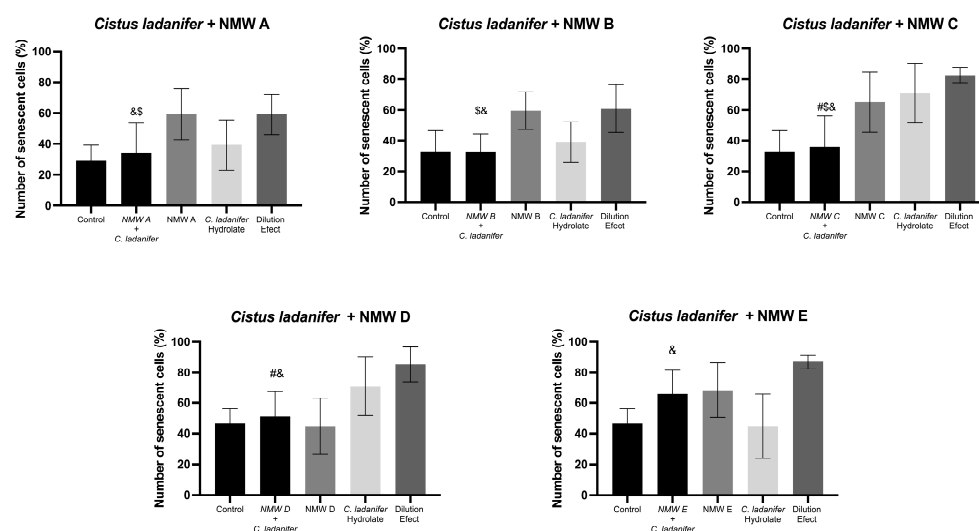 Cistus ladanifer + NMW A
Number of senescent cells (%)
100
80
60
40
20
0
&$
Control
NMW A
+
C. ladanifer
NMW A
C. ladanifer
Hydrolate
Dilution
Efect
Cistus ladanifer + NMW B
Number of senescent cells (%)
100
80
60
40
20
0
$&
Control
NMW B
+
C. ladanifer
NMW B
C. ladanifer
Hydrolate
Dilution
Efect
Cistus ladanifer + NMW C
Number of senescent cells (%)
100
80
60
40
20
0
#$&
Control
NMW C
+
C. ladanifer
NMW C
C. ladanifer
Hydrolate
Dilution
Efect
Cistus ladanifer + NMW D
Number of senescent cells (%)
100
80
60
40
20
0
#&
Control
NMW D
+
C. ladanifer
NMW D
C. ladanifer
Hydrolate
Dilution
Efect
Cistus ladanifer + NMW E
Number of senescent cells (%)
100
80
60
40
20
0
&
Control
NMW E
+
C. ladanifer
NMW E
C. ladanifer
Hydrolate
Dilution
Efect